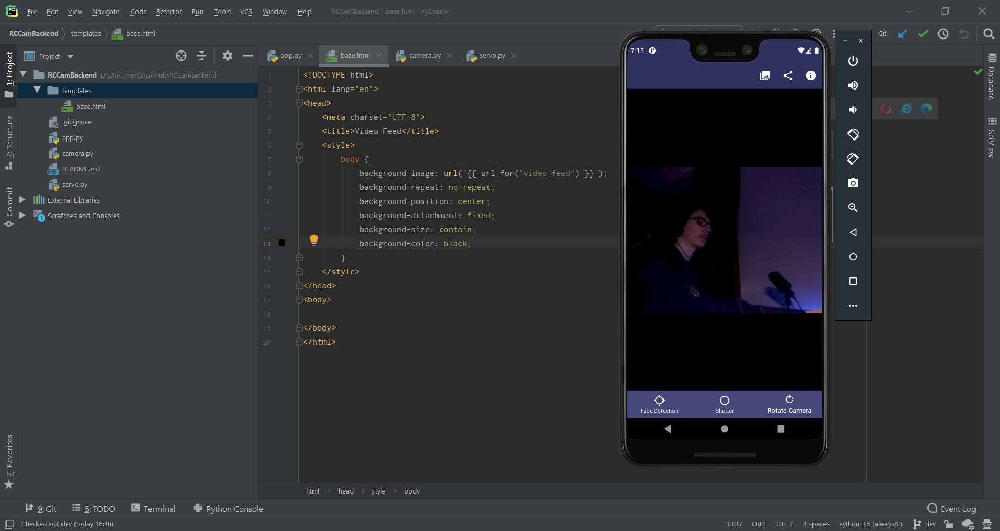 PC File Edit View Navigate Code Refactor Run Tools VCS Window Help RCCamBackend - base.html - PyCharm
RCCamBackend templates base.html
Git:
Project
app.py base.html camera.py servo.py
RCCamBackend D:\Documents\GitHub\RCCamBackend
templates
base.html
.gitignore
app.py
camera.py
README.md
servo.py
External Libraries
Scratches and Consoles
1: Project
7: Structure
Commit
2: Favorites
1 <!DOCTYPE html>
2 <html lang="en">
3 <head>
4 <meta charset="UTF-8">
5 <title>Video Feed</title>
6 <style>
7 body {
8 background-image: url('{{ url_for("video_feed") }}');
9 background-repeat: no-repeat;
10 background-position: center;
11 background-attachment: fixed;
12 background-size: contain;
13 background-color: black;
14 }
15 </style>
16 </head>
17 <body>
18
19 </body>
20 </html>
7:15
Face Detection Shutter Rotate Camera
Database
SciView
html head style body
9: Git 6: TODO Terminal Python Console Event Log
Checked out dev (today 16:48) 13:37 CRLF UTF-8 4 spaces Python 3.5 (alwaysAI) dev